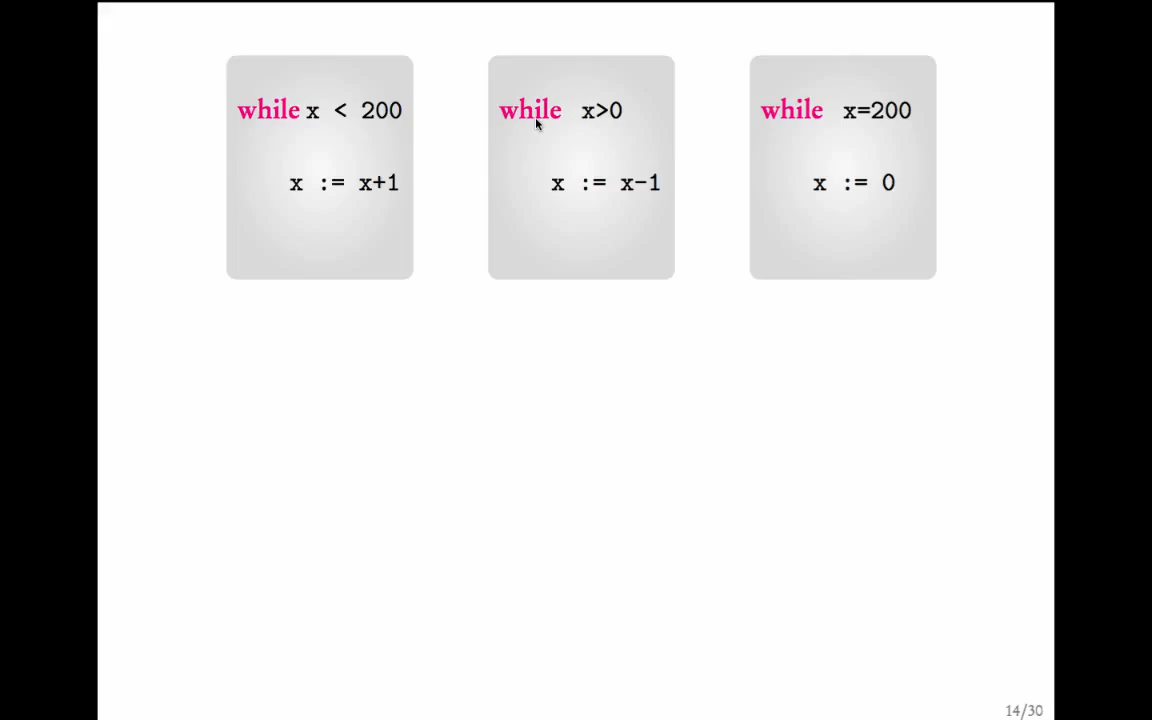 while x < 200
x := x+1
while x>0
x := x−1
while x=200
x := 0
14/30